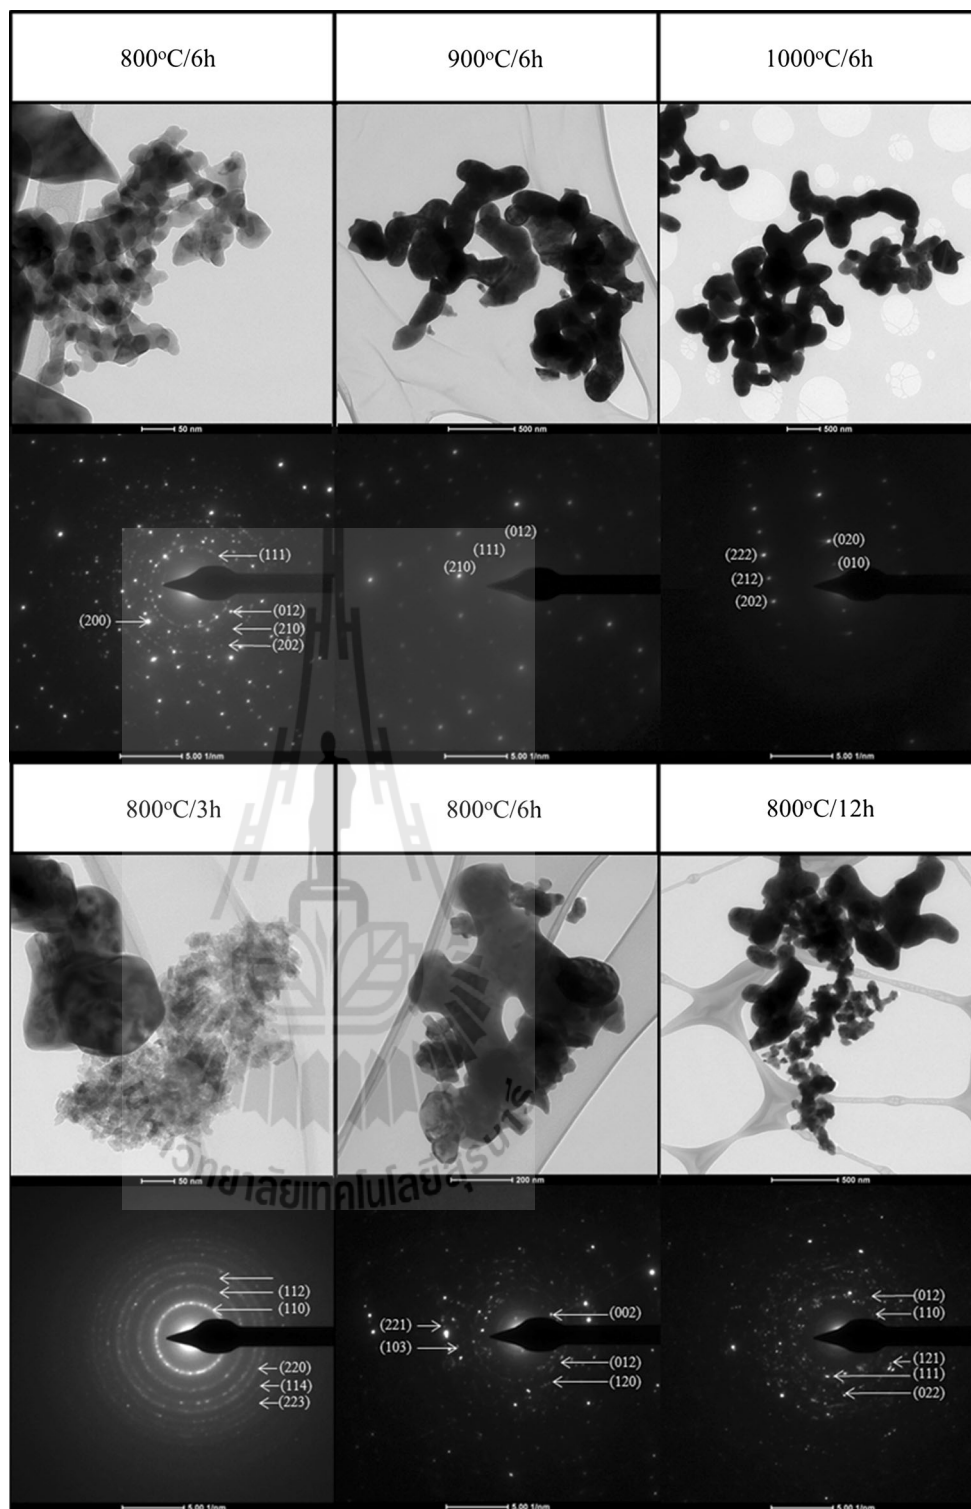 800°C/6h
900°C/6h
1000°C/6h
50 nm
500 nm
500 nm
(111)
(200)
(012)
(210)
(202)
(012)
(111)
(210)
(020)
(222)
(010)
(212)
(202)
5.00 1/nm
5.00 1/nm
5.00 1/nm
800°C/3h
800°C/6h
800°C/12h
50 nm
200 nm
500 nm
(112)
(110)
(220)
(114)
(223)
(002)
(221)
(103)
(012)
(120)
(012)
(110)
(121)
(111)
(022)
5.00 1/nm
5.00 1/nm
5.00 1/nm